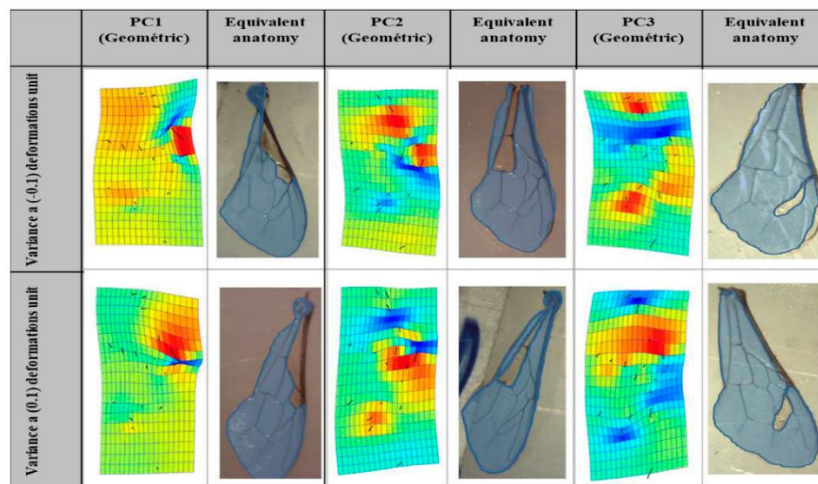 PC1
(Geométric)
Equivalent
anatomy
PC2
(Geométric)
Equivalent
anatomy
PC3
(Geométric)
Equivalent
anatomy
Variance a (-0.1) deformations unit
Variance a (0.1) deformations unit